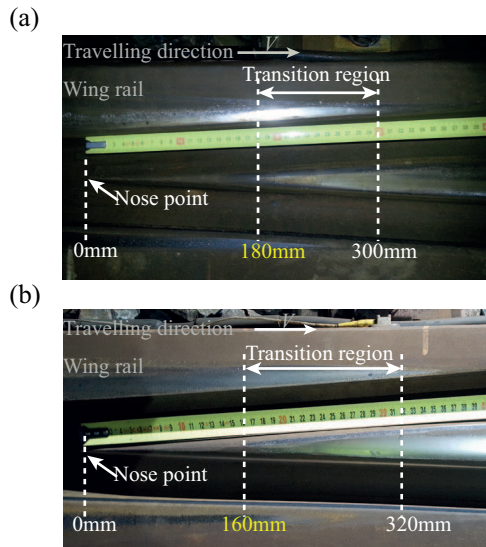 (a)
Travelling direction V
Transition region
Wing rail
Nose point
0mm 180mm 300mm
(b)
Travelling direction V
Transition region
Wing rail
Nose point
0mm 160mm 320mm